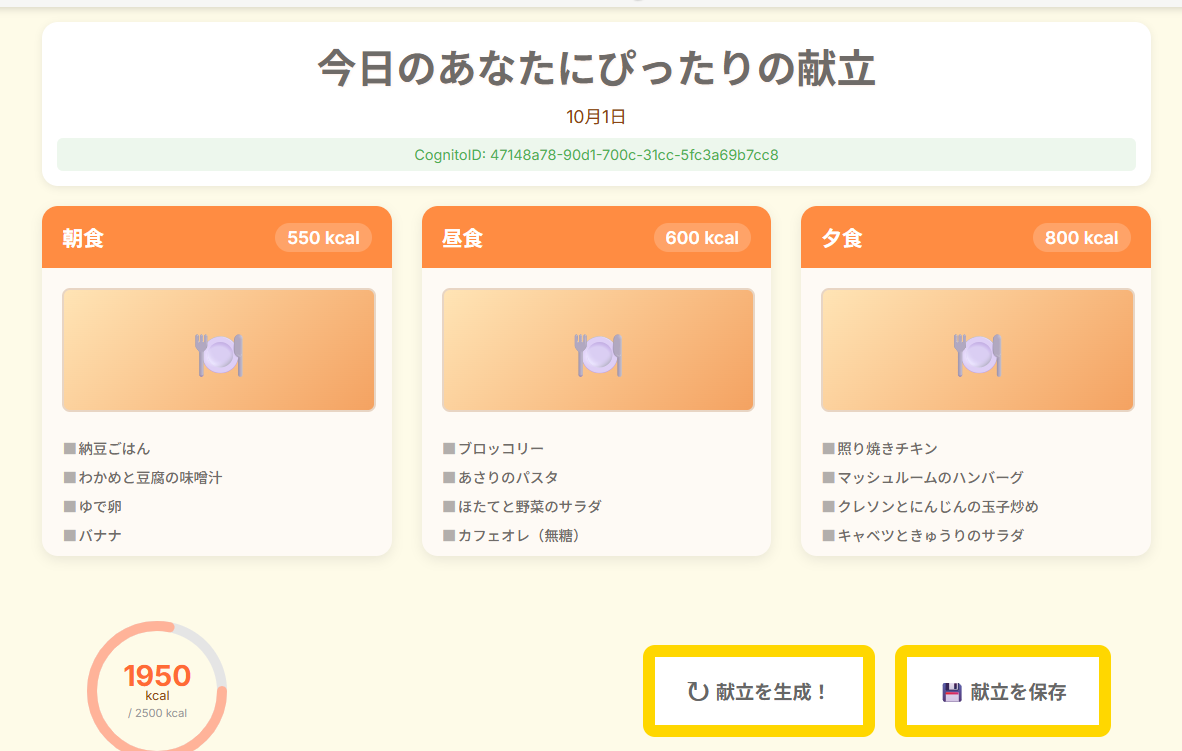 今日のあなたにぴったりの献立
10月1日
CognitoID: 47148a78-90d1-700c-31cc-5fc3a69b7cc8
朝食 550 kcal
■納豆ごはん
■わかめと豆腐の味噌汁
■ゆで卵
■バナナ
昼食 600 kcal
■ブロッコリー
■あさりのパスタ
■ほたてと野菜のサラダ
■カフェオレ（無糖）
夕食 800 kcal
■照り焼きチキン
■マッシュルームのハンバーグ
■クレソンとにんじんの玉子炒め
■キャベツときゅうりのサラダ
1950
kcal
/ 2500 kcal
↻ 献立を生成！
💾 献立を保存